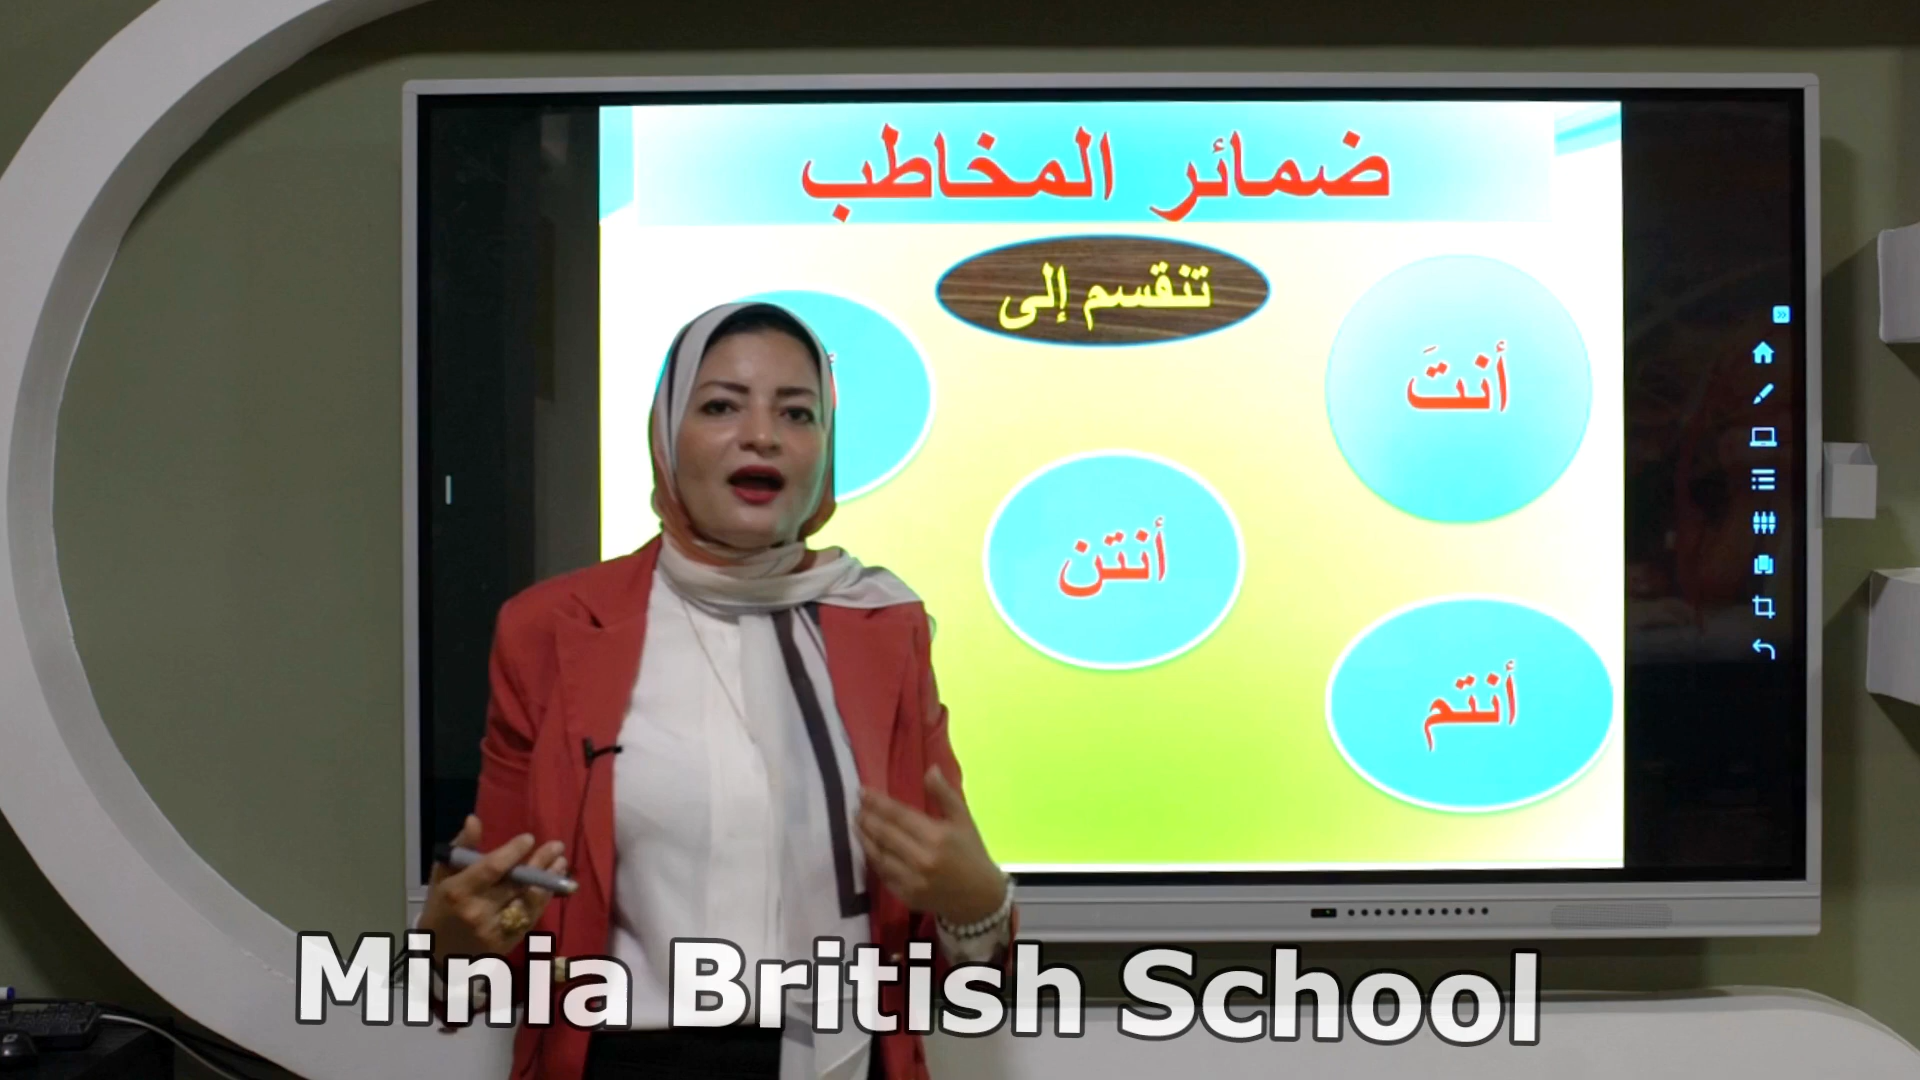 ضمائر المخاطب
تنقسم إلى
أنتَ
أنتن
أنتم
Minia British School